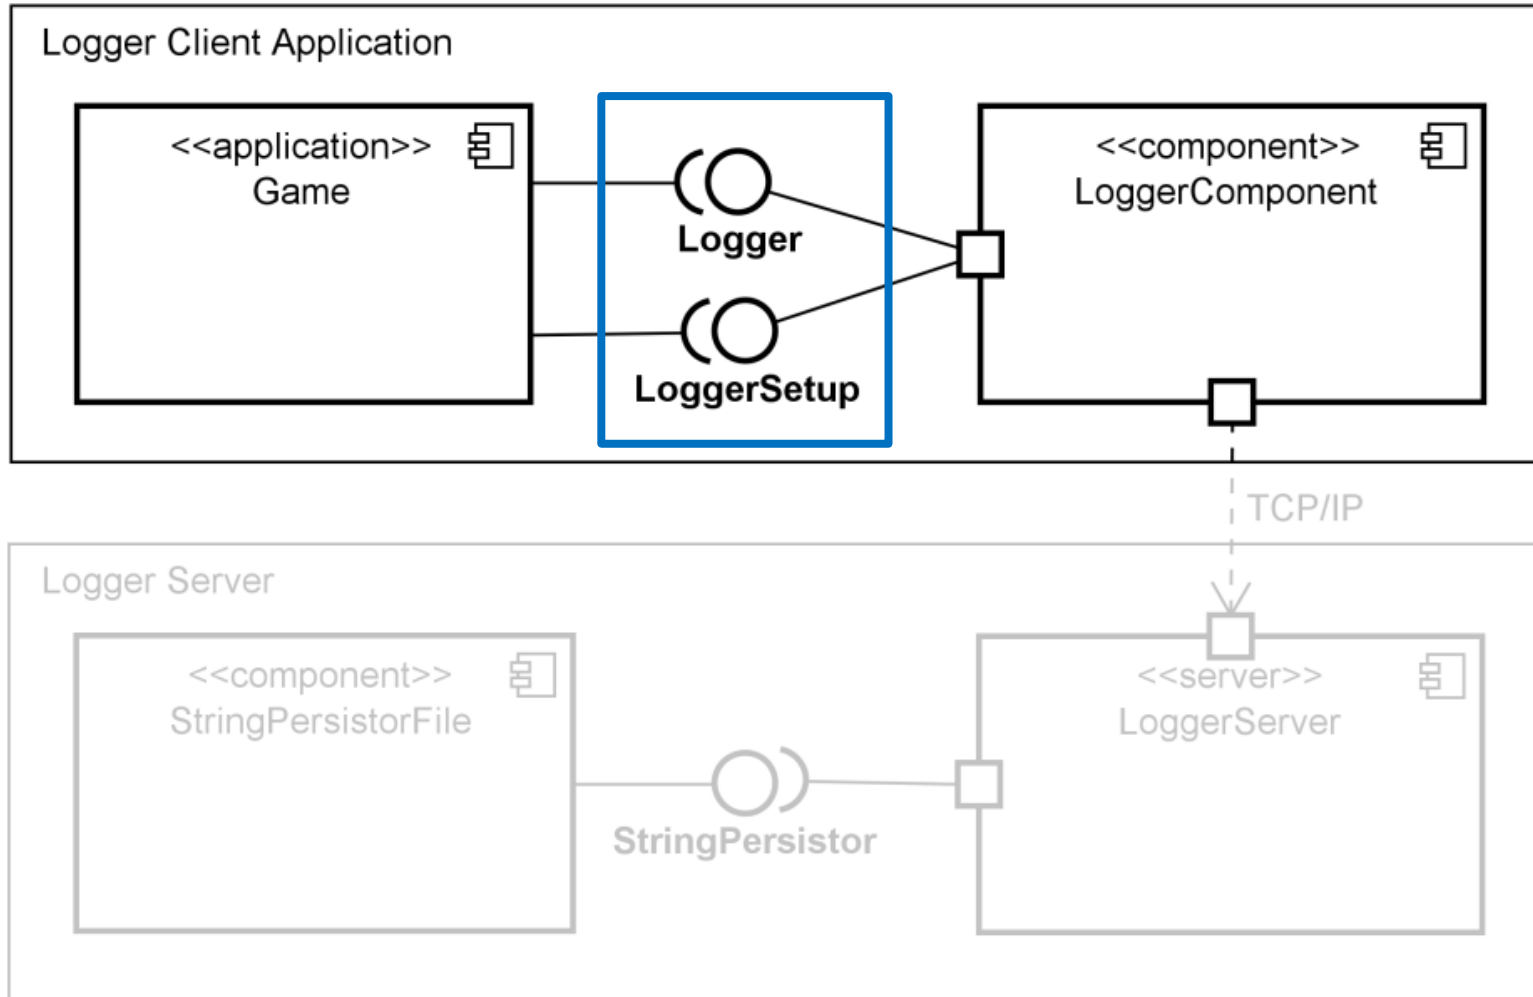 Logger Client Application
<<application>>
Game
Logger
LoggerSetup
<<component>>
LoggerComponent
TCP/IP
Logger Server
<<component>>
StringPersistorFile
StringPersistor
<<server>>
LoggerServer